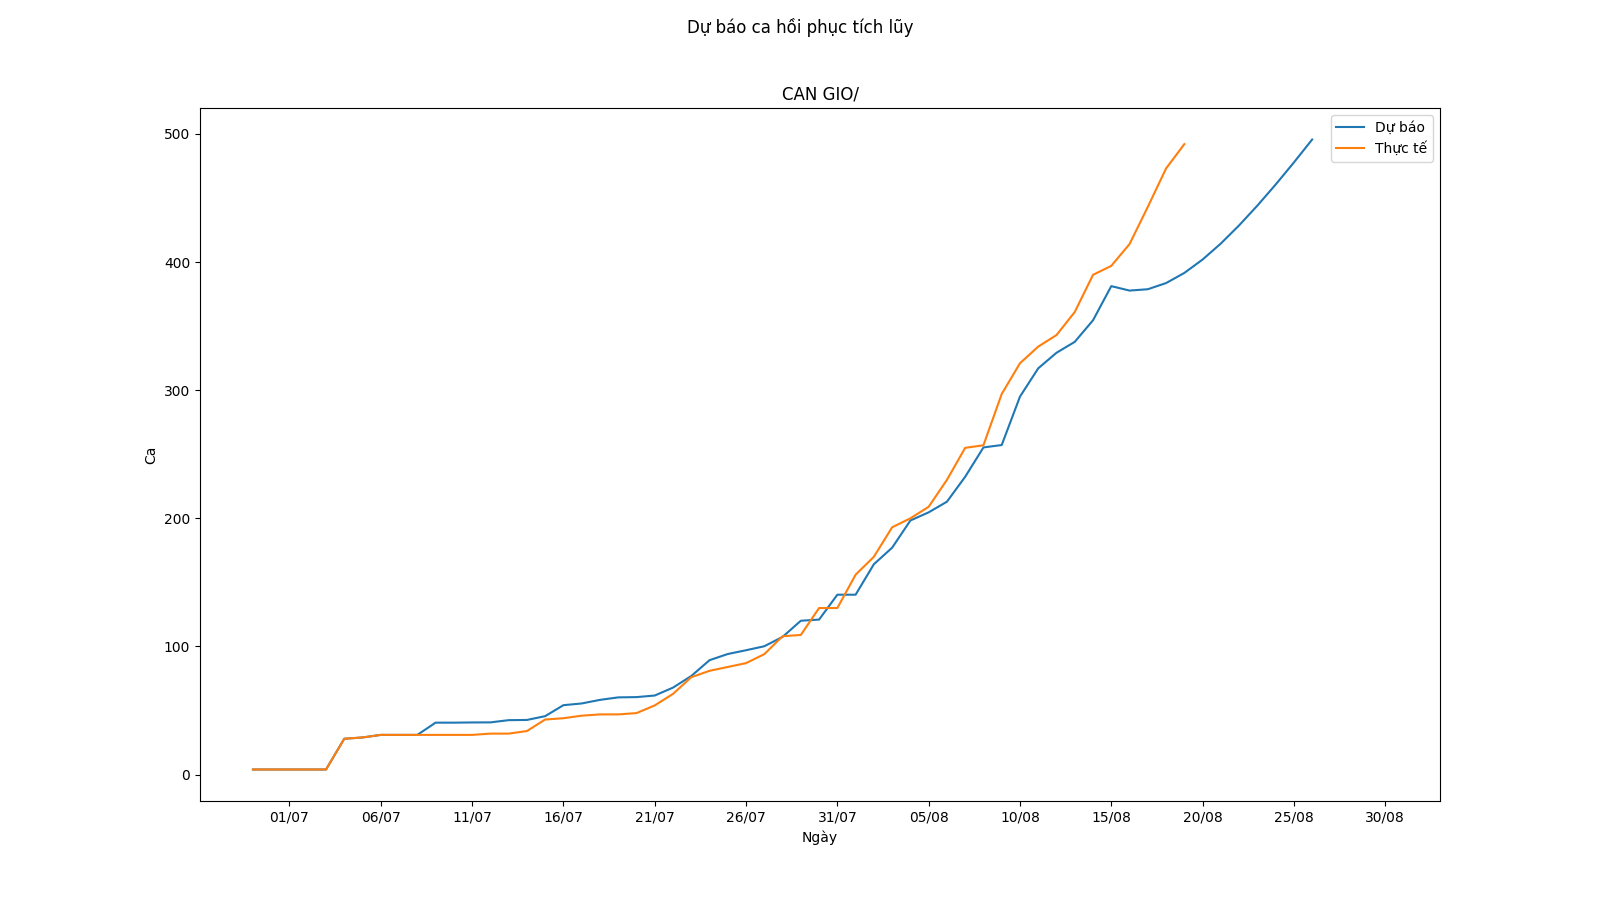 Dự báo ca hồi phục tích lũy
CAN GIO/
Dự báo
Thực tế
500
400
300
200
100
0
Ca
01/07 06/07 11/07 16/07 21/07 26/07 31/07 05/08 10/08 15/08 20/08 25/08 30/08
Ngày